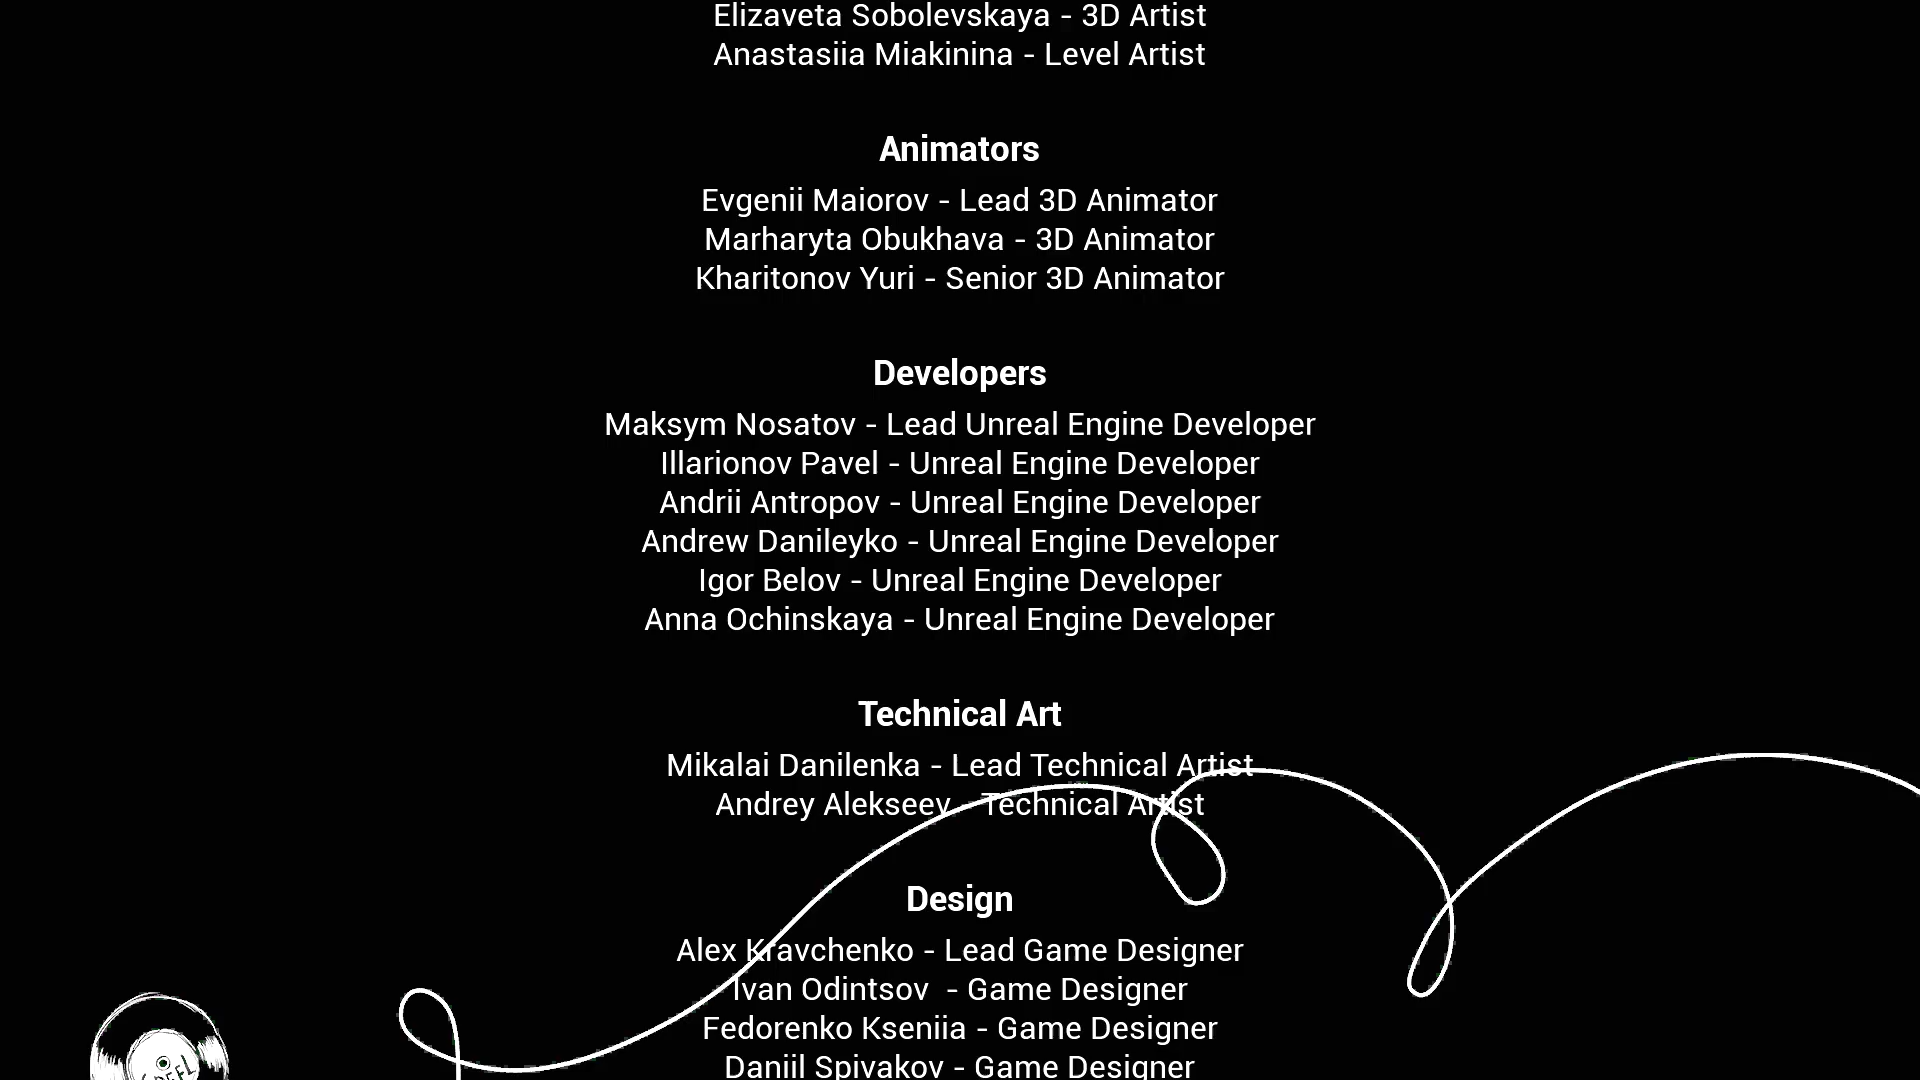 Elizaveta Sobolevskaya - 3D Artist
Anastasiia Miakinina - Level Artist
Animators
Evgenii Maiorov - Lead 3D Animator
Marharyta Obukhava - 3D Animator
Kharitonov Yuri - Senior 3D Animator
Developers
Maksym Nosatov - Lead Unreal Engine Developer
Illarionov Pavel - Unreal Engine Developer
Andrii Antropov - Unreal Engine Developer
Andrew Danileyko - Unreal Engine Developer
Igor Belov - Unreal Engine Developer
Anna Ochinskaya - Unreal Engine Developer
Technical Art
Mikalai Danilenka - Lead Technical Artist
Andrey Alekseev - Technical Artist
Design
Alex Kravchenko - Lead Game Designer
Ivan Odintsov  - Game Designer
Fedorenko Kseniia - Game Designer
Daniil Spivakov - Game Designer